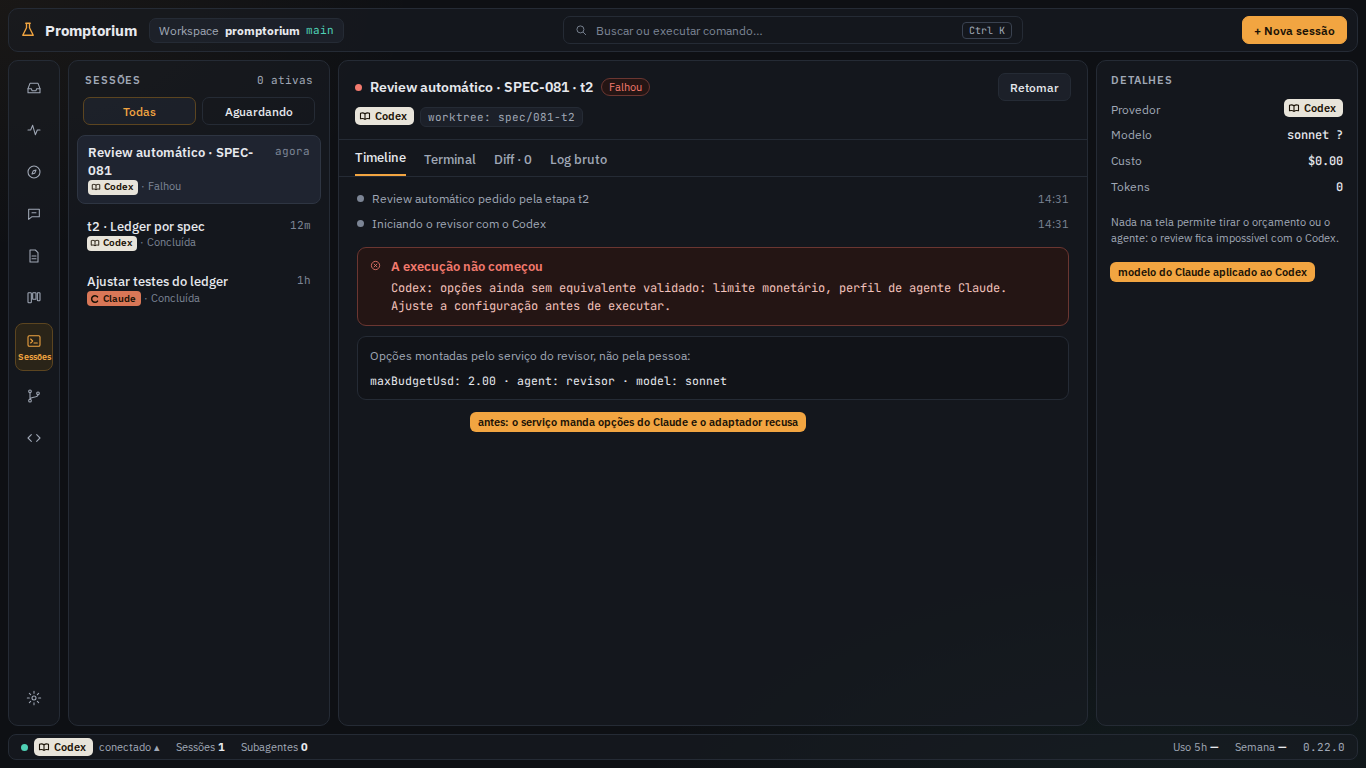 Promptorium
Workspace promptorium main
Buscar ou executar comando...
Ctrl K
+ Nova sessão
SESSÕES
0 ativas
Todas
Aguardando
Review automático · SPEC-081
agora
Codex · Falhou
t2 · Ledger por spec
12m
Codex · Concluída
Ajustar testes do ledger
1h
Claude · Concluída
Sessões
Review automático · SPEC-081 · t2
Falhou
Retomar
Codex
worktree: spec/081-t2
Timeline
Terminal
Diff · 0
Log bruto
Review automático pedido pela etapa t2
14:31
Iniciando o revisor com o Codex
14:31
A execução não começou
Codex: opções ainda sem equivalente validado: limite monetário, perfil de agente Claude.
Ajuste a configuração antes de executar.
Opções montadas pelo serviço do revisor, não pela pessoa:
maxBudgetUsd: 2.00 · agent: revisor · model: sonnet
antes: o serviço manda opções do Claude e o adaptador recusa
DETALHES
Provedor
Codex
Modelo
sonnet ?
Custo
$0.00
Tokens
0
Nada na tela permite tirar o orçamento ou o
agente: o review fica impossível com o Codex.
modelo do Claude aplicado ao Codex
Codex conectado ▴
Sessões 1
Subagentes 0
Uso 5h —
Semana —
0.22.0